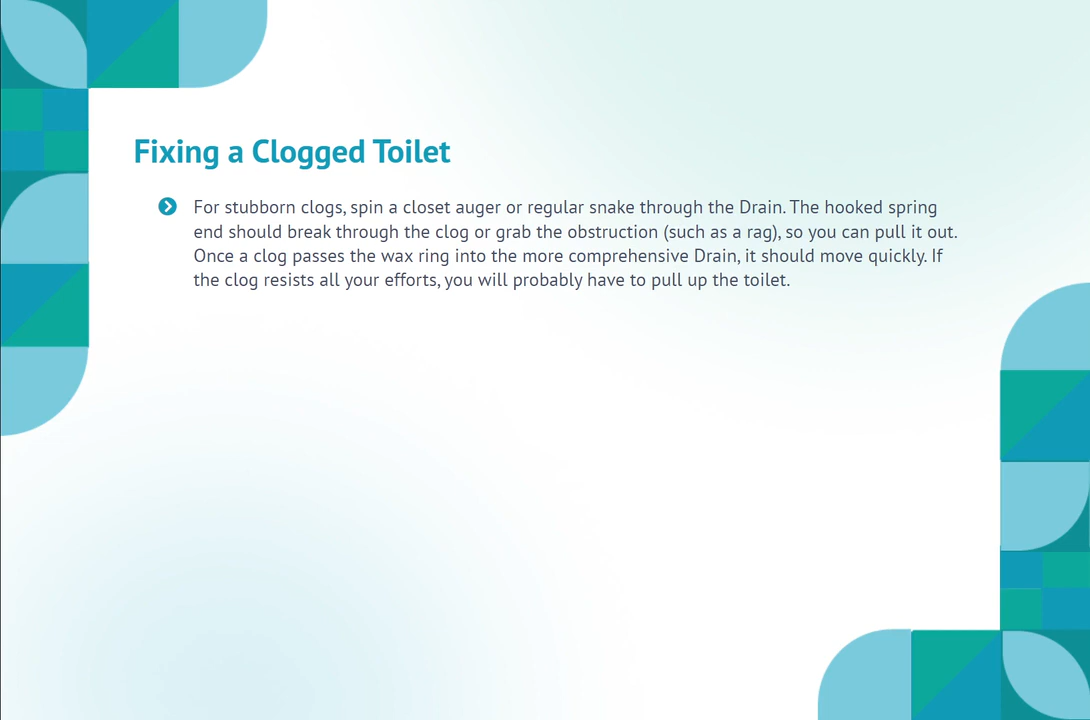 Fixing a Clogged Toilet
For stubborn clogs, spin a closet auger or regular snake through the Drain. The hooked spring
end should break through the clog or grab the obstruction (such as a rag), so you can pull it out.
Once a clog passes the wax ring into the more comprehensive Drain, it should move quickly. If
the clog resists all your efforts, you will probably have to pull up the toilet.